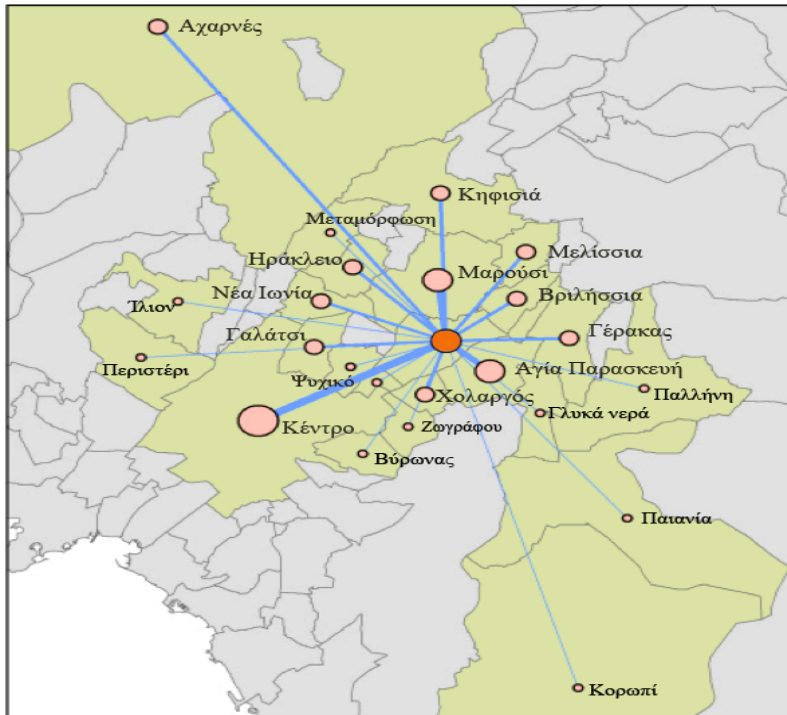 Αχαρνές
Κηφισιά
Μεταμόρφωση
Ηράκλειο
Μελίσσια
Μαρούσι
Νέα Ιωνία
Βριλήσσια
Ίλιον
Γαλάτσι
Γέρακας
Περιστέρι
Αγία Παρασκευή
Ψυχικό
Παλλήνη
Χολαργός
Γλυκά νερά
Κέντρο
Ζωγράφου
Βύρωνας
Παιανία
Κορωπί